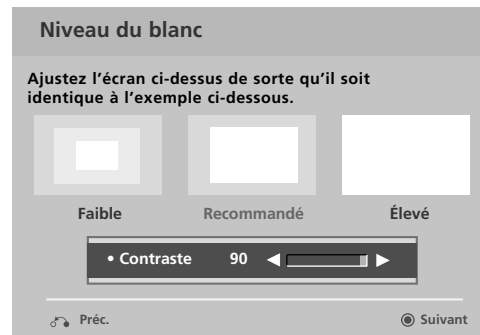 Niveau du blanc
Ajustez l'écran ci-dessus de sorte qu'il soit
identique à l'exemple ci-dessous.
Faible Recommandé Élevé
• Contraste 90
Préc. Suivant